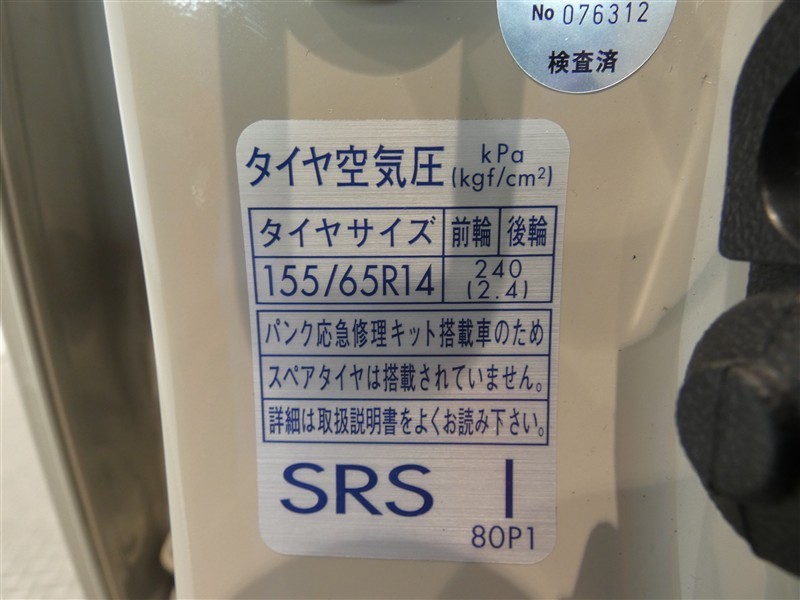 No 076312
検査済
タイヤ空気圧 kPa
(kgf/cm²)
タイヤサイズ 前輪 後輪
155/65R14 240
(2.4)
パンク応急修理キット搭載車のため
スペアタイヤは搭載されていません。
詳細は取扱説明書をよくお読み下さい。
SRS I
80P1